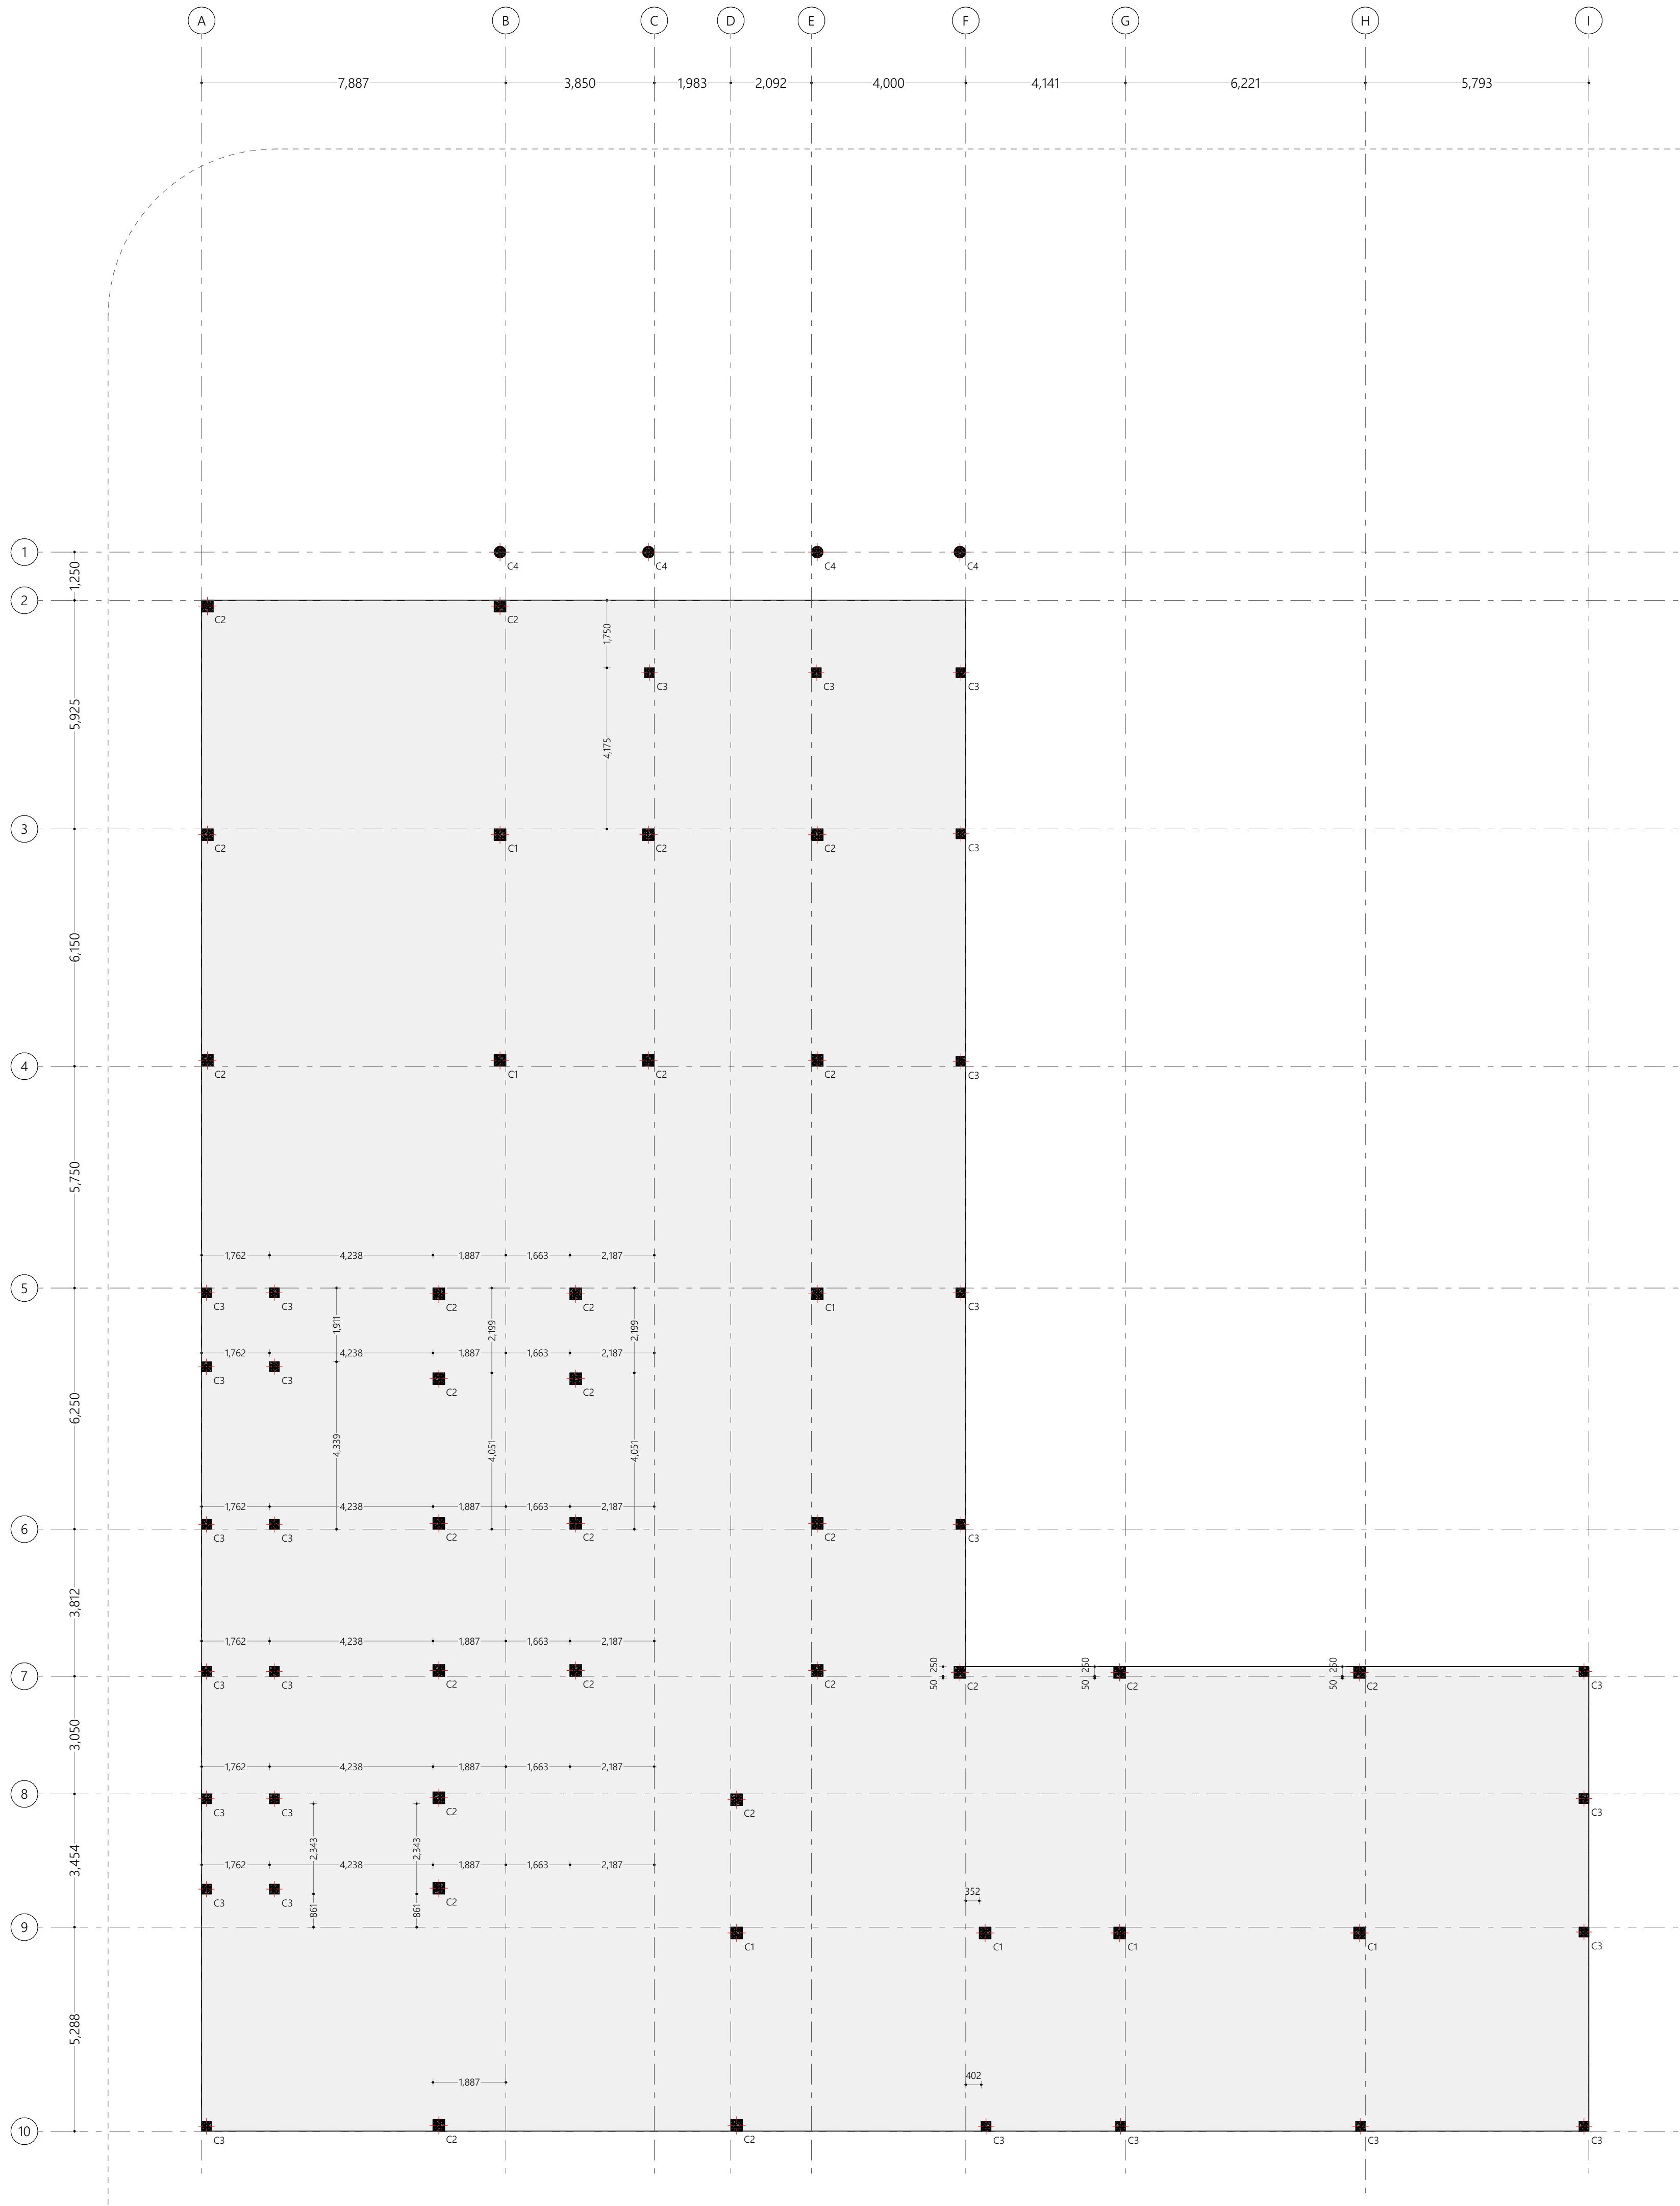 A B C D E F G H I
7,887 3,850 1,983 2,092 4,000 4,141 6,221 5,793
1
C4 C4 C4 C4
1,250
2
C2 C2
1,750
C3 C3 C3
5,925
4,175
3
C2 C1 C2 C2 C3
6,150
4
C2 C1 C2 C2 C3
5,750
1,762 4,238 1,887 1,663 2,187
5
C3 C3 C2 C2 C1 C3
1,911 2,199 2,199
1,762 4,238 1,887 1,663 2,187
C3 C3 C2 C2
6,250
4,339 4,051 4,051
1,762 4,238 1,887 1,663 2,187
6
C3 C3 C2 C2 C2 C3
3,812
1,762 4,238 1,887 1,663 2,187
250 250 250
7
C3 C3 C2 C2 C2 C2 C2 C2 C3
50 50 50
3,050
1,762 4,238 1,887 1,663 2,187
8
C3 C3 C2 C2 C3
2,343 2,343
3,454
1,762 4,238 1,887 1,663 2,187
C3 C3 C2
352
861 861
9
C1 C1 C1 C1 C3
5,288
1,887 402
10
C3 C2 C2 C3 C3 C3 C3